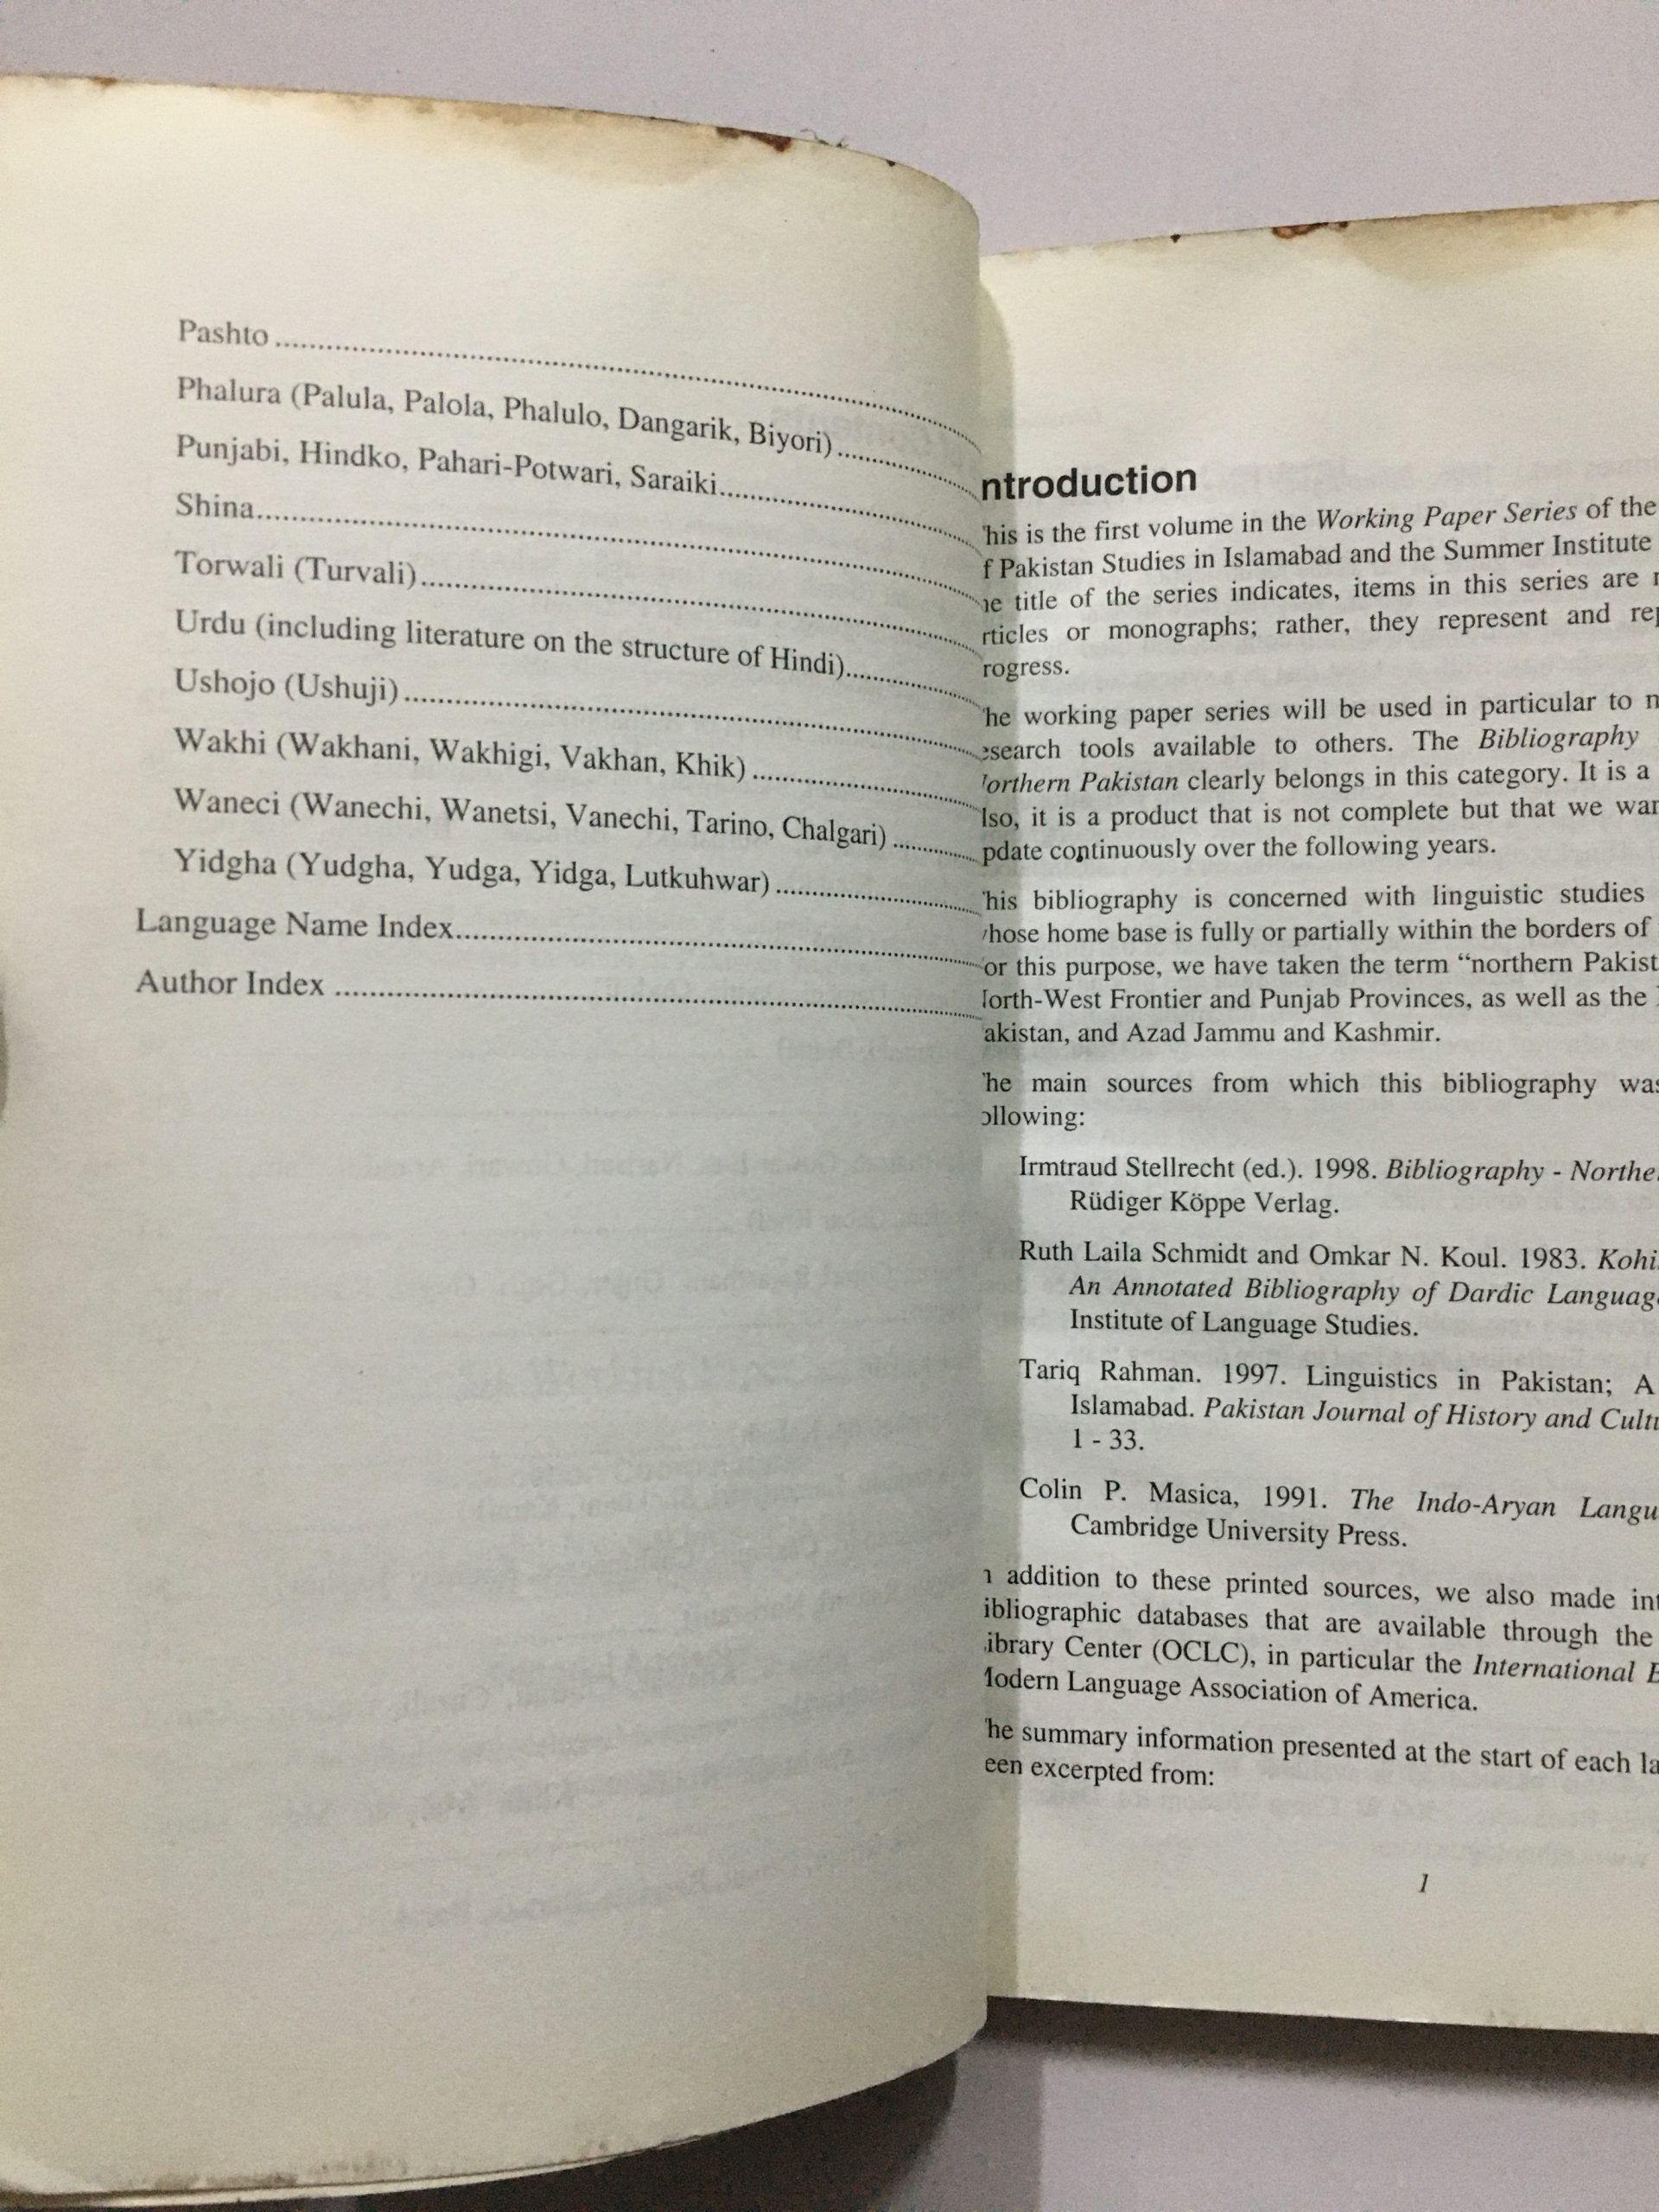 Pashto
Phalura (Palula, Palola, Phalulo, Dangarik, Biyori)
Punjabi, Hindko, Pahari-Potwari, Saraiki
Shina
Torwali (Turvali)
Urdu (including literature on the structure of Hindi)
Ushojo (Ushuji)
Wakhi (Wakhani, Wakhigi, Vakhan, Khik)
Waneci (Wanechi, Wanetsi, Vanechi, Tarino, Chalgari)
Yidgha (Yudgha, Yudga, Yidga, Lutkuhwar)
Language Name Index
Author Index
ntroduction
his is the first volume in the Working Paper Series of the
f Pakistan Studies in Islamabad and the Summer Institute
title of the series indicates, items in this series are
rticles or monographs; rather, they represent and
rogress.
he working paper series will be used in particular to
search tools available to others. The Bibliography
orthern Pakistan clearly belongs in this category. It is a
lso, it is a product that is not complete but that we
pdate continuously over the following years.
his bibliography is concerned with linguistic studies
hose home base is fully or partially within the borders of
or this purpose, we have taken the term “northern Pakist
orth-West Frontier and Punjab Provinces, as well as the
akistan, and Azad Jammu and Kashmir.
he main sources from which this bibliography was
ollowing:
Irmtraud Stellrecht (ed.). 1998. Bibliography - Northe
Rüdiger Köppe Verlag.
Ruth Laila Schmidt and Omkar N. Koul. 1983. Kohi
An Annotated Bibliography of Dardic Languag
Institute of Language Studies.
Tariq Rahman. 1997. Linguistics in Pakistan; A
Islamabad. Pakistan Journal of History and Cult
1 - 33.
Colin P. Masica, 1991. The Indo-Aryan Langu
Cambridge University Press.
addition to these printed sources, we also made
ibliographic databases that are available through the
ibrary Center (OCLC), in particular the International
odern Language Association of America.
he summary information presented at the start of each la
een excerpted from:
1